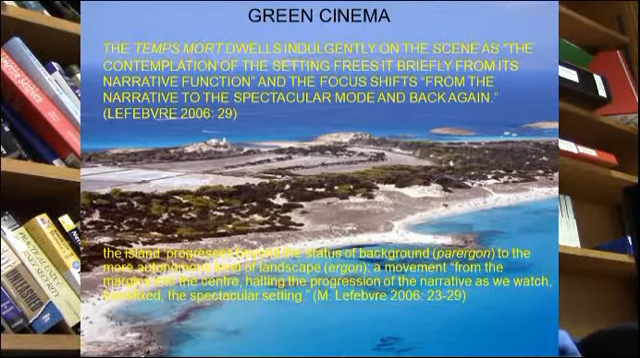 GREEN CINEMA
THE TEMPS MORT DWELLS INDULGENTLY ON THE SCENE AS "THE
CONTEMPLATION OF THE SETTING FREES IT BRIEFLY FROM ITS
NARRATIVE FUNCTION" AND THE FOCUS SHIFTS "FROM THE
NARRATIVE TO THE SPECTACULAR MODE AND BACK AGAIN."
(LEFEBVRE 2006: 29)
the island progresses beyond the status of background (parergon) to the
more autonomous level of landscape (ergon); a movement "from the
margins into the centre, halting the progression of the narrative as we watch,
transfixed, the spectacular setting." (M. Lefebvre 2006; 23-29)
UNLEASHED